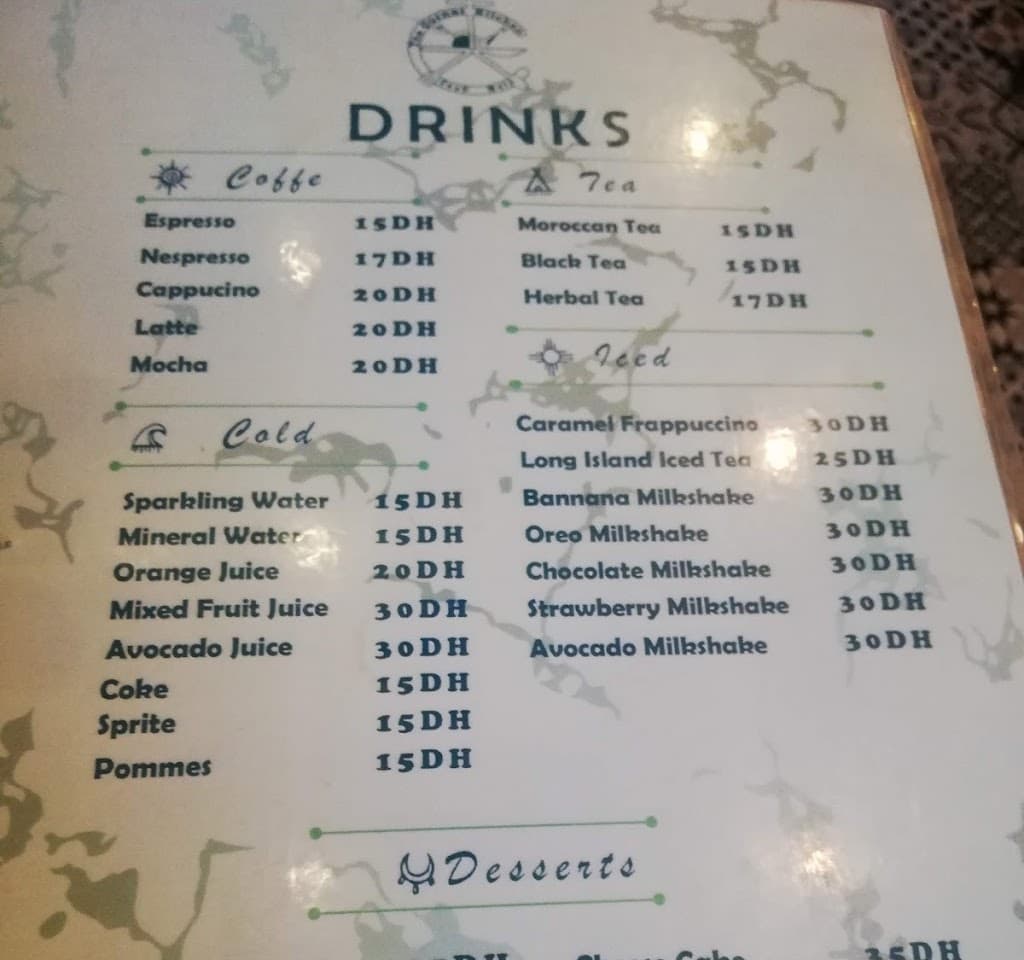 DRINKS
Coffe
Espresso 15DH
Nespresso 17DH
Cappucino 20DH
Latte 20DH
Mocha 20DH
Tea
Moroccan Tea 15DH
Black Tea 15DH
Herbal Tea 17DH
Cold
Sparkling Water 15DH
Mineral Water 15DH
Orange Juice 20DH
Mixed Fruit Juice 30DH
Avocado Juice 30DH
Coke 15DH
Sprite 15DH
Pommes 15DH
Iced
Caramel Frappuccino 30DH
Long Island Iced Tea 25DH
Bannana Milkshake 30DH
Oreo Milkshake 30DH
Chocolate Milkshake 30DH
Strawberry Milkshake 30DH
Avocado Milkshake 30DH
Desserts
35DH